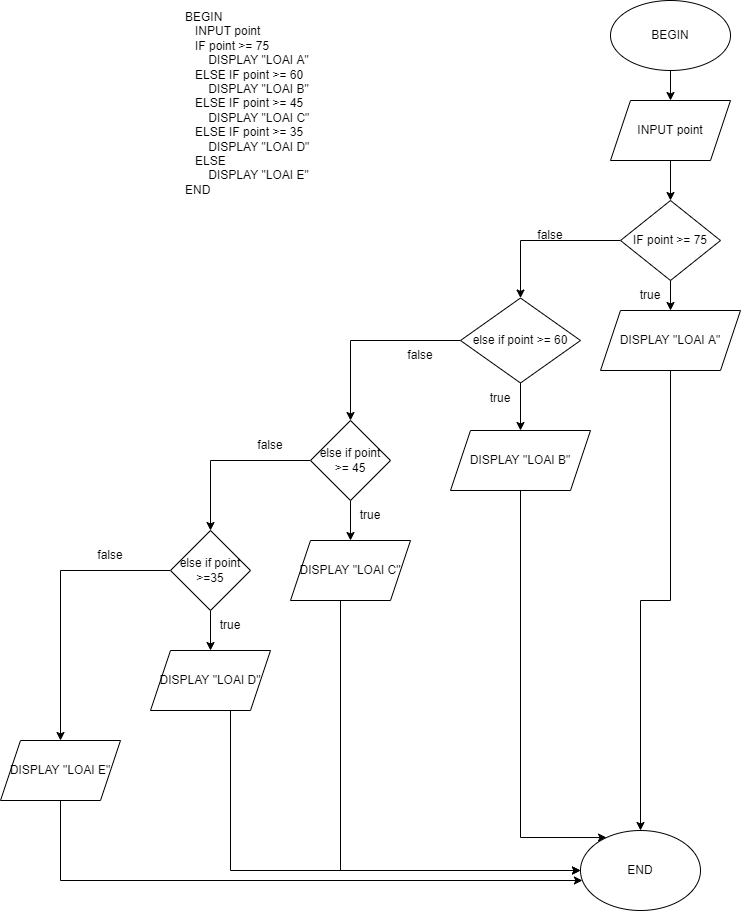 BEGIN
INPUT point
IF point >= 75
DISPLAY "LOAI A"
ELSE IF point >= 60
DISPLAY "LOAI B"
ELSE IF point >= 45
DISPLAY "LOAI C"
ELSE IF point >= 35
DISPLAY "LOAI D"
ELSE
DISPLAY "LOAI E"
END
BEGIN
INPUT point
IF point >= 75
false
true
DISPLAY "LOAI A"
else if point >= 60
false
true
DISPLAY "LOAI B"
else if point
>= 45
false
true
DISPLAY "LOAI C"
else if point
>=35
false
true
DISPLAY "LOAI D"
DISPLAY "LOAI E"
END